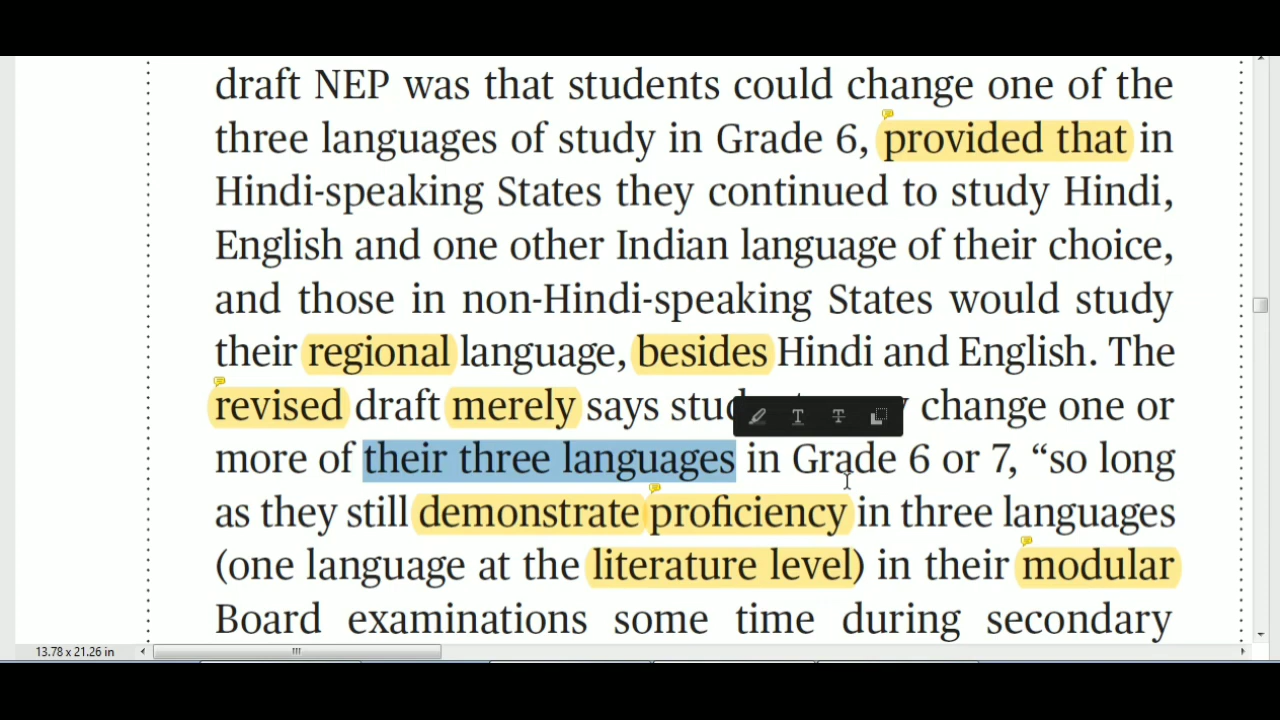 draft NEP was that students could change one of the
three languages of study in Grade 6, provided that in
Hindi-speaking States they continued to study Hindi,
English and one other Indian language of their choice,
and those in non-Hindi-speaking States would study
their regional language, besides Hindi and English. The
revised draft merely says change one or
more of their three languages in Grade 6 or 7, “so long
as they still demonstrate proficiency in three languages
(one language at the literature level) in their modular
Board examinations some time during secondary
13.78 x 21.26 in